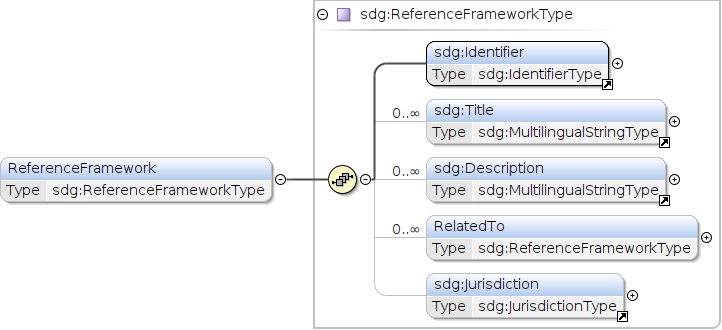 sdg:ReferenceFrameworkType
sdg:Identifier
Type sdg:IdentifierType
0..∞
sdg:Title
Type sdg:MultilingualStringType
0..∞
sdg:Description
Type sdg:MultilingualStringType
ReferenceFramework
Type sdg:ReferenceFrameworkType
0..∞
RelatedTo
Type sdg:ReferenceFrameworkType
sdg:Jurisdiction
Type sdg:JurisdictionType